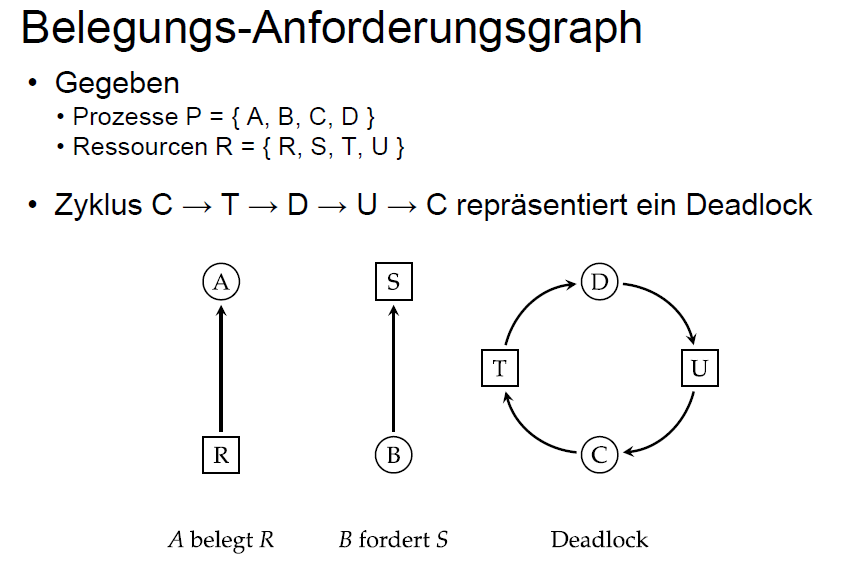 Belegungs-Anforderungsgraph
• Gegeben
• Prozesse P = { A, B, C, D }
• Ressourcen R = { R, S, T, U }
• Zyklus C → T → D → U → C repräsentiert ein Deadlock
A S D
T U
R B C
A belegt R B fordert S Deadlock